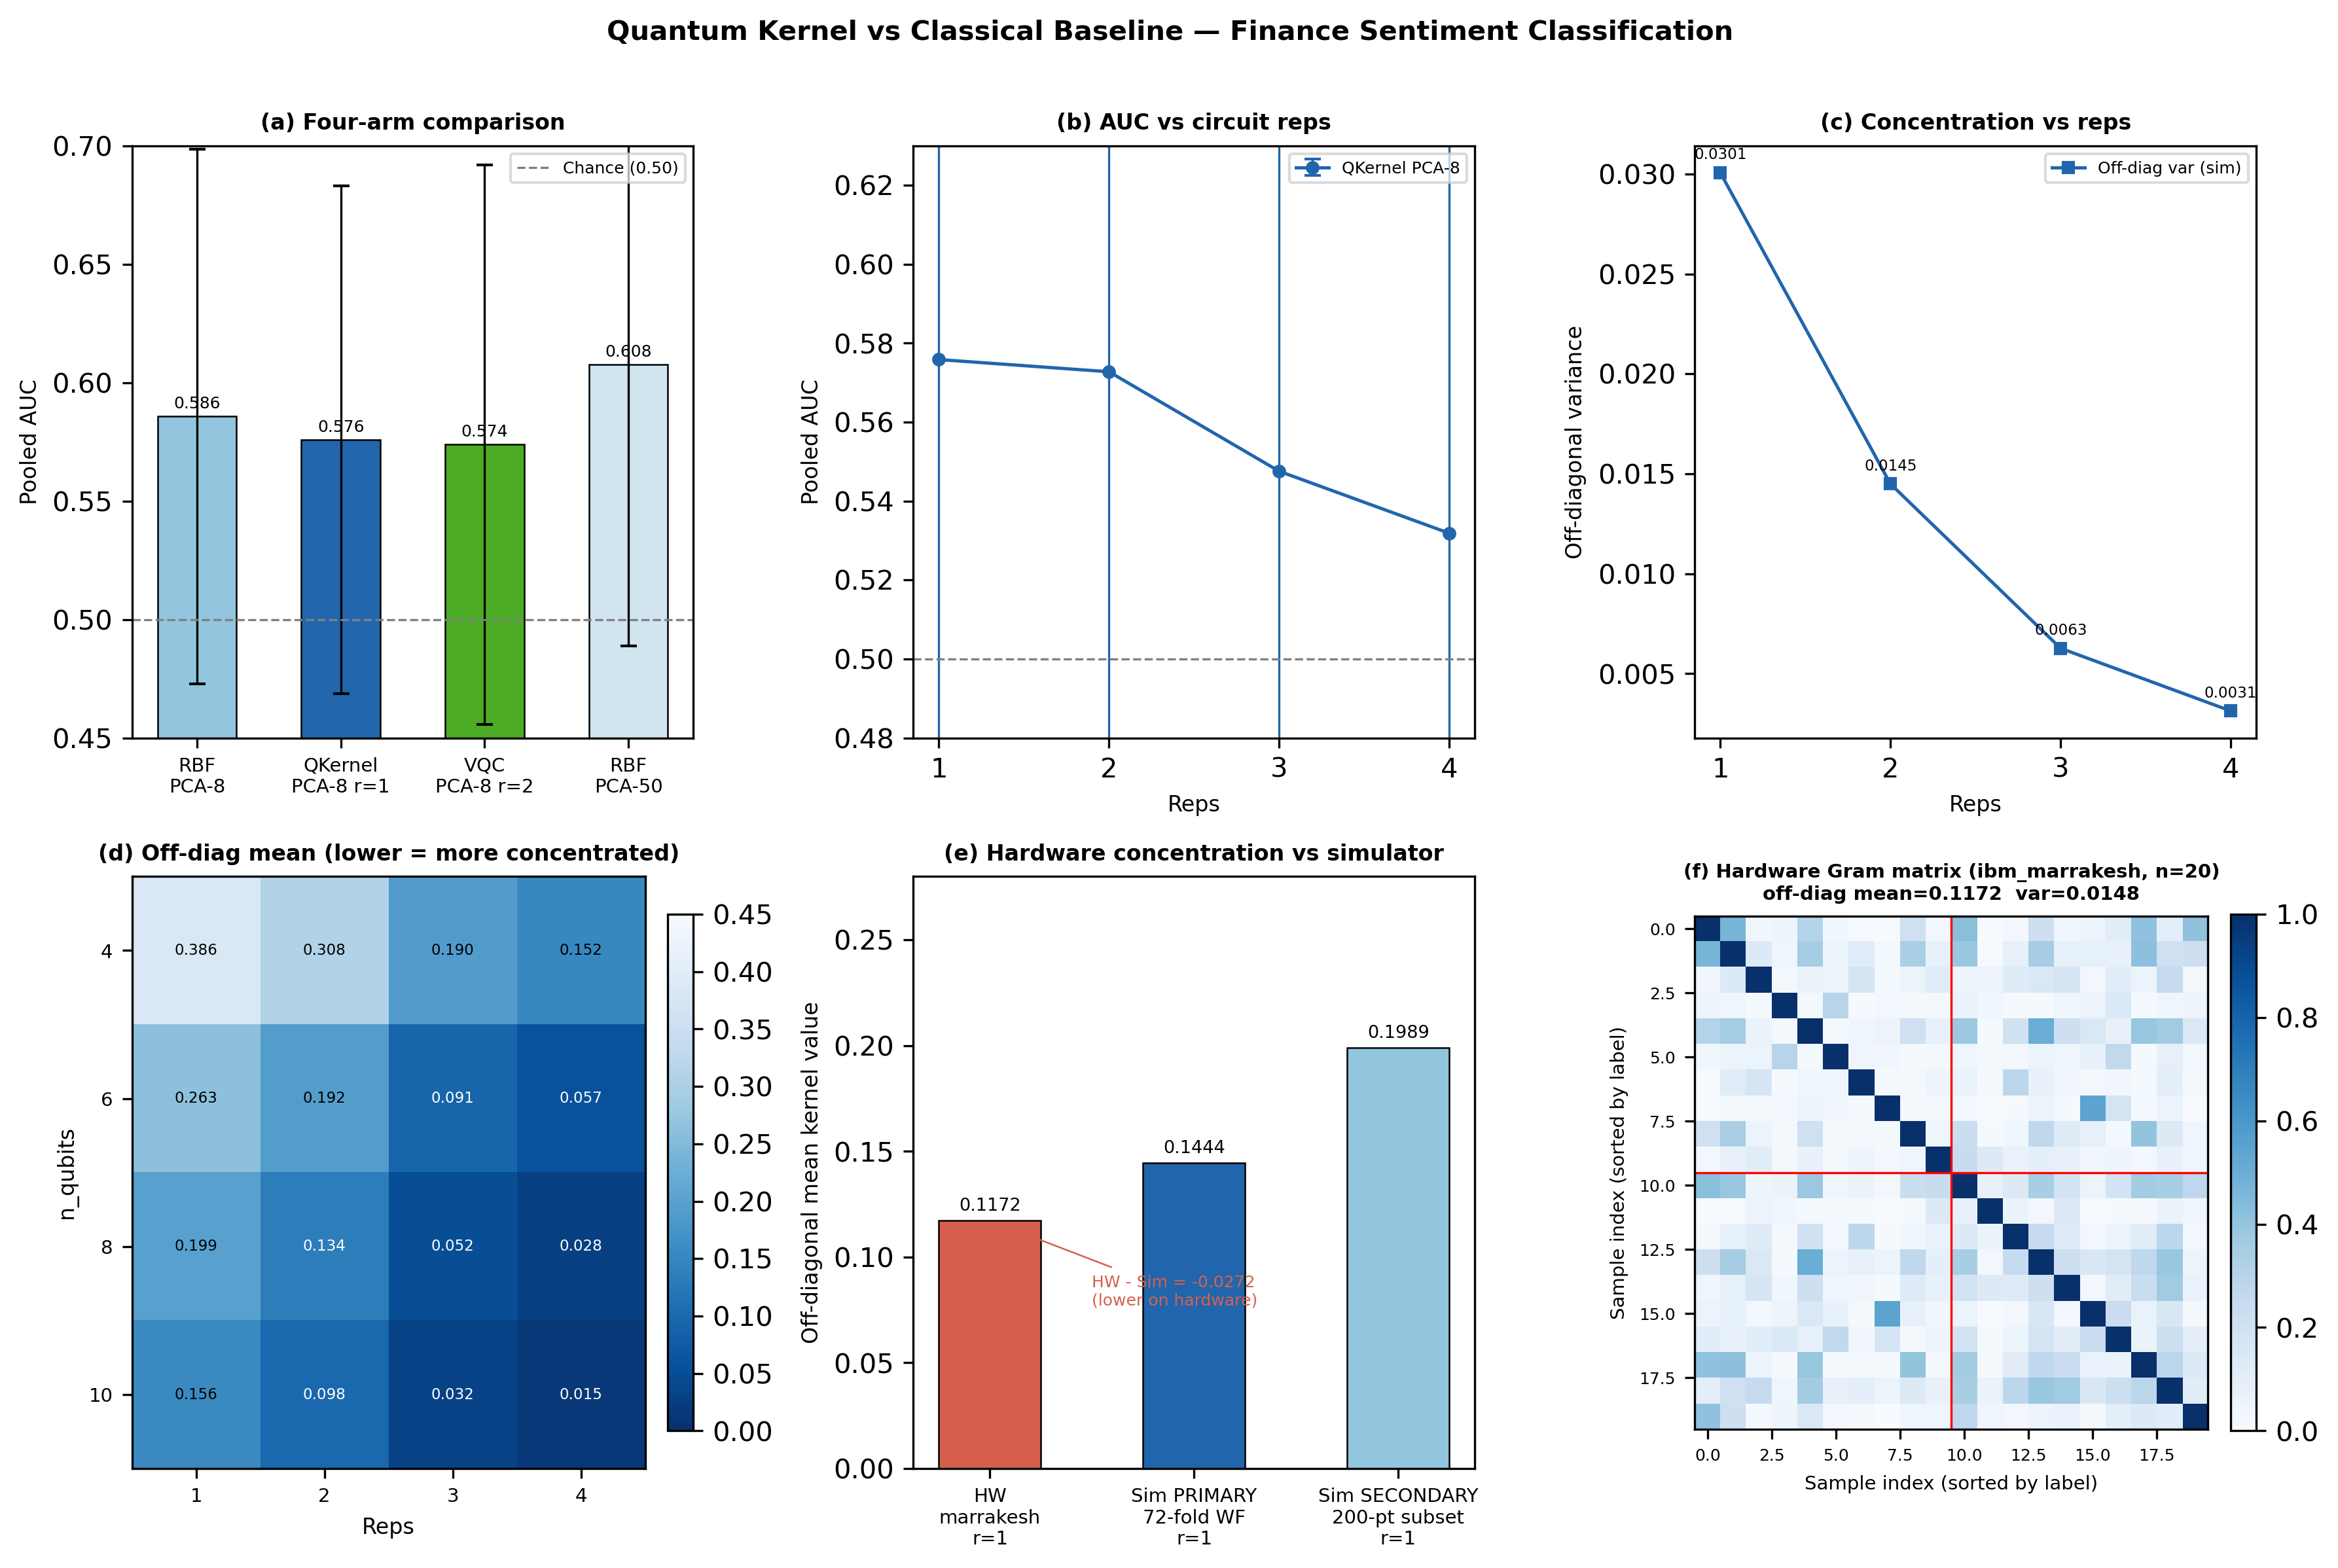 Quantum Kernel vs Classical Baseline — Finance Sentiment Classification
(a) Four-arm comparison
Chance (0.50)
Pooled AUC
0.70
0.65
0.60
0.55
0.50
0.45
0.586
0.576
0.574
0.608
RBF
PCA-8
QKernel
PCA-8 r=1
VQC
PCA-8 r=2
RBF
PCA-50
(b) AUC vs circuit reps
QKernel PCA-8
Pooled AUC
0.62
0.60
0.58
0.56
0.54
0.52
0.50
0.48
1 2 3 4
Reps
(c) Concentration vs reps
Off-diag var (sim)
Off-diagonal variance
0.030
0.025
0.020
0.015
0.010
0.005
0.0301
0.0145
0.0063
0.0031
1 2 3 4
Reps
(d) Off-diag mean (lower = more concentrated)
n_qubits
4
6
8
10
0.386 0.308 0.190 0.152
0.263 0.192 0.091 0.057
0.199 0.134 0.052 0.028
0.156 0.098 0.032 0.015
1 2 3 4
Reps
0.45
0.40
0.35
0.30
0.25
0.20
0.15
0.10
0.05
0.00
(e) Hardware concentration vs simulator
Off-diagonal mean kernel value
0.25
0.20
0.15
0.10
0.05
0.00
0.1172
0.1444
0.1989
HW - Sim = -0.0272
(lower on hardware)
HW
marrakesh
r=1
Sim PRIMARY
72-fold WF
r=1
Sim SECONDARY
200-pt subset
r=1
(f) Hardware Gram matrix (ibm_marrakesh, n=20)
off-diag mean=0.1172 var=0.0148
Sample index (sorted by label)
0.0
2.5
5.0
7.5
10.0
12.5
15.0
17.5
0.0 2.5 5.0 7.5 10.0 12.5 15.0 17.5
Sample index (sorted by label)
1.0
0.8
0.6
0.4
0.2
0.0